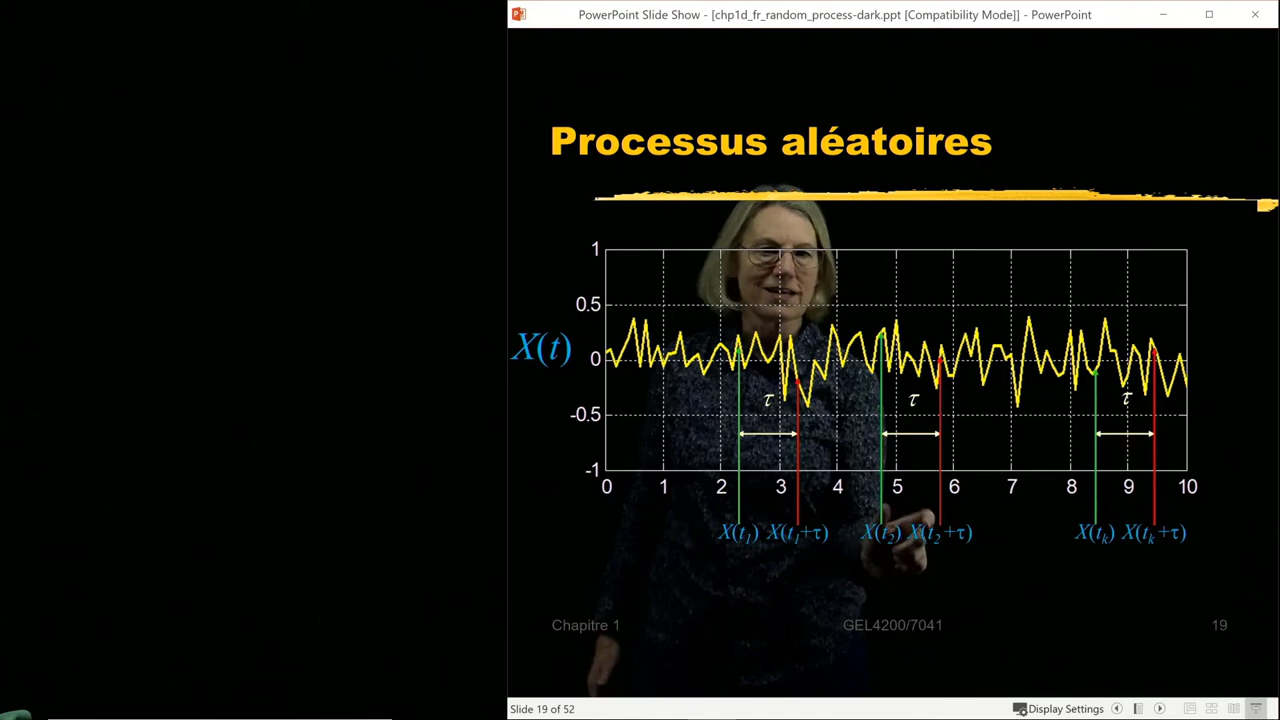 PowerPoint Slide Show - [chp1d_fr_random_process-dark.ppt [Compatibility Mode]] - PowerPoint
Processus aléatoires
1
0.5
X(t)
0
τ τ τ
-0.5
-1
0 1 2 3 4 5 6 7 8 9 10
X(t1) X(t1+τ) X(t2) X(t2+τ) X(tk) X(tk+τ)
Chapitre 1 GEL4200/7041 19
Slide 19 of 52 Display Settings